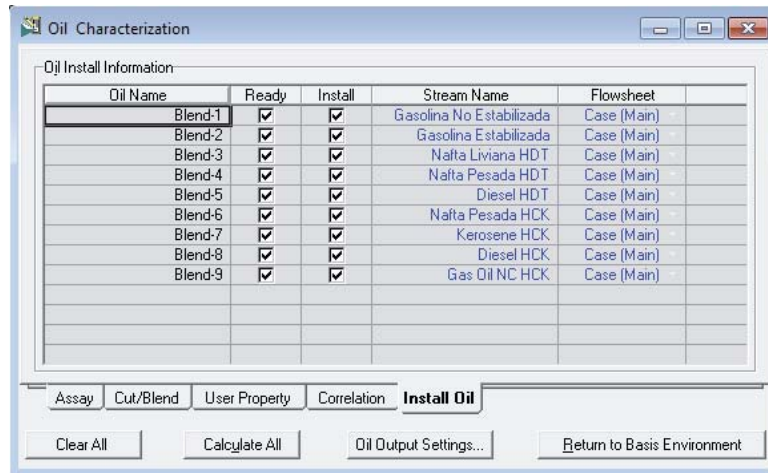 Oil Characterization
Oil Install Information
Oil Name Ready Install Stream Name Flowsheet
Blend-1 Gasolina No Estabilizada Case (Main)
Blend-2 Gasolina Estabilizada Case (Main)
Blend-3 Nafta Liviana HDT Case (Main)
Blend-4 Nafta Pesada HDT Case (Main)
Blend-5 Diesel HDT Case (Main)
Blend-6 Nafta Pesada HCK Case (Main)
Blend-7 Kerosene HCK Case (Main)
Blend-8 Diesel HCK Case (Main)
Blend-9 Gas Oil NC HCK Case (Main)
Assay Cut/Blend User Property Correlation Install Oil
Clear All Calculate All Oil Output Settings... Return to Basis Environment